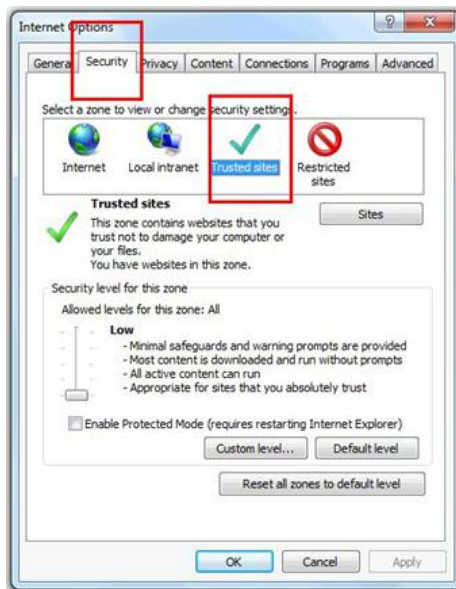 Internet Options
General Security Privacy Content Connections Programs Advanced
Select a zone to view or change security settings.
Internet Local intranet Trusted sites Restricted sites
Trusted sites
Sites
This zone contains websites that you
trust not to damage your computer or
your files.
You have websites in this zone.
Security level for this zone
Allowed levels for this zone: All
Low
- Minimal safeguards and warning prompts are provided
- Most content is downloaded and run without prompts
- All active content can run
- Appropriate for sites that you absolutely trust
Enable Protected Mode (requires restarting Internet Explorer)
Custom level... Default level
Reset all zones to default level
OK Cancel Apply